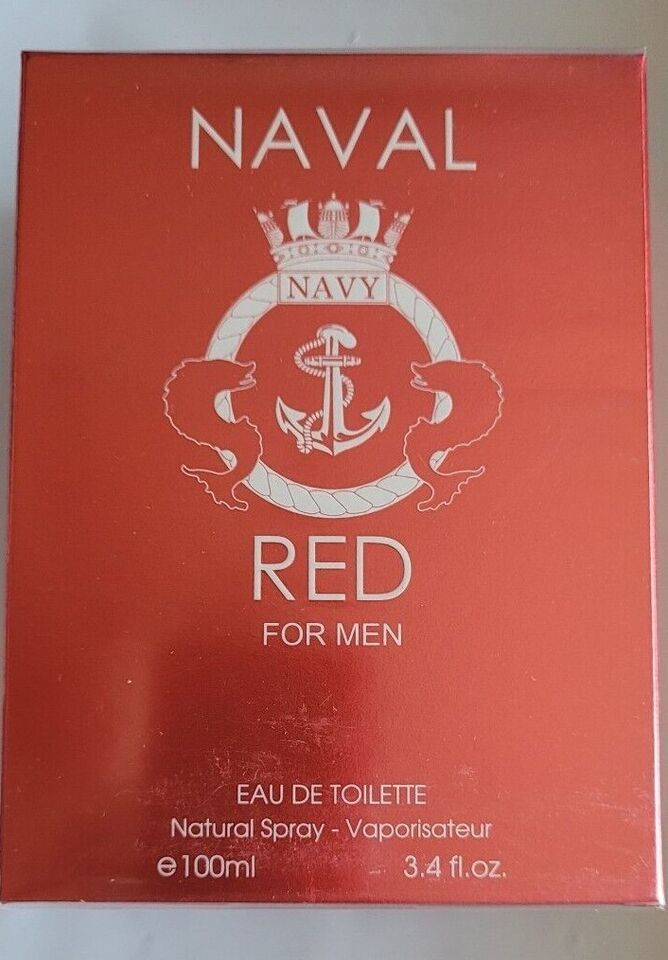 NAVAL
NAVY
RED
FOR MEN
EAU DE TOILETTE
Natural Spray - Vaporisateur
℮100ml 3.4 fl.oz.